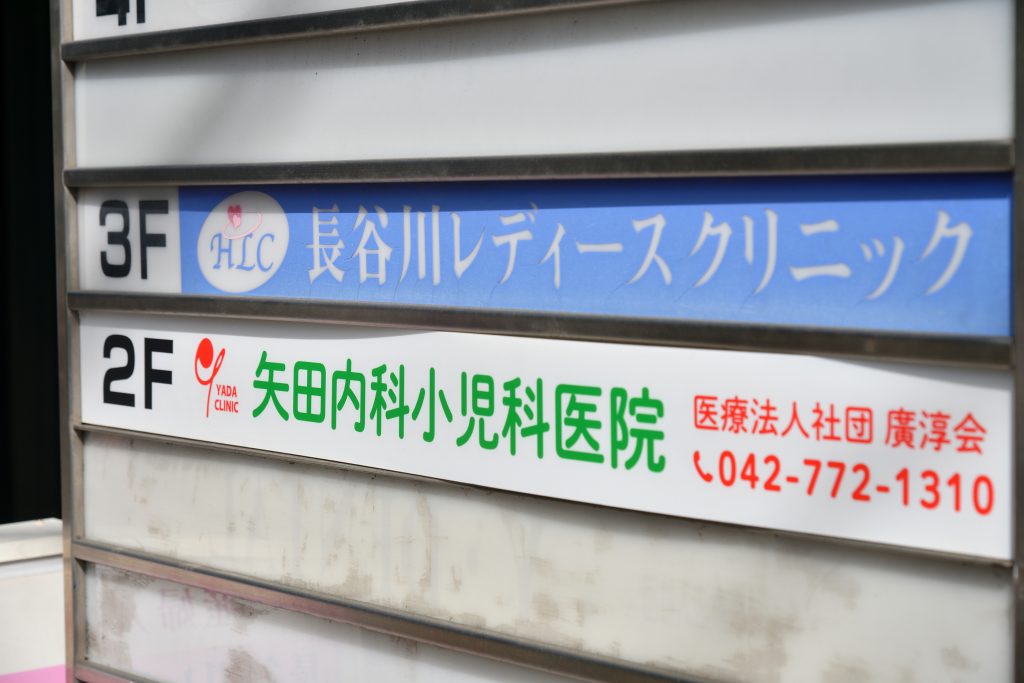 4F
3F
HLC
長谷川レディースクリニック
2F
YADA
CLINIC
矢田内科小児科医院
医療法人社団 廣淳会
042-772-1310